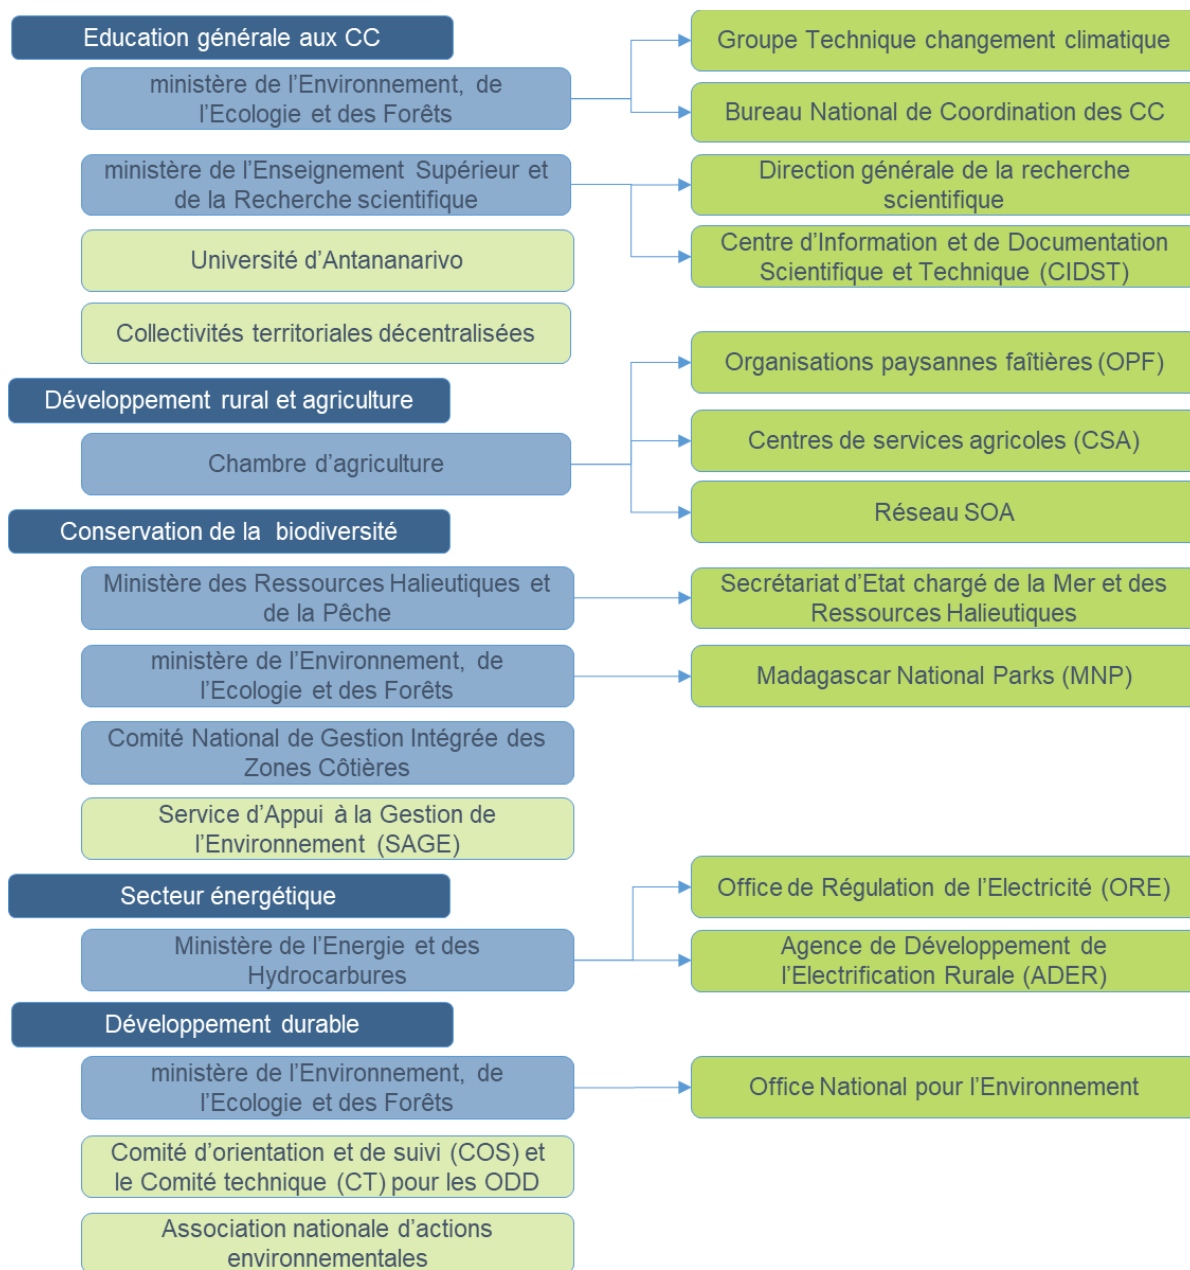 Education générale aux CC
ministère de l’Environnement, de
l’Ecologie et des Forêts
Groupe Technique changement climatique
Bureau National de Coordination des CC
ministère de l’Enseignement Supérieur et
de la Recherche scientifique
Direction générale de la recherche
scientifique
Centre d’Information et de Documentation
Scientifique et Technique (CIDST)
Université d’Antananarivo
Collectivités territoriales décentralisées
Développement rural et agriculture
Chambre d’agriculture
Organisations paysannes faîtières (OPF)
Centres de services agricoles (CSA)
Réseau SOA
Conservation de la biodiversité
Ministère des Ressources Halieutiques et
de la Pêche
Secrétariat d’Etat chargé de la Mer et des
Ressources Halieutiques
ministère de l’Environnement, de
l’Ecologie et des Forêts
Madagascar National Parks (MNP)
Comité National de Gestion Intégrée des
Zones Côtières
Service d’Appui à la Gestion de
l’Environnement (SAGE)
Secteur énergétique
Ministère de l’Energie et des
Hydrocarbures
Office de Régulation de l’Electricité (ORE)
Agence de Développement de
l’Electrification Rurale (ADER)
Développement durable
ministère de l’Environnement, de
l’Ecologie et des Forêts
Office National pour l’Environnement
Comité d’orientation et de suivi (COS) et
le Comité technique (CT) pour les ODD
Association nationale d’actions
environnementales